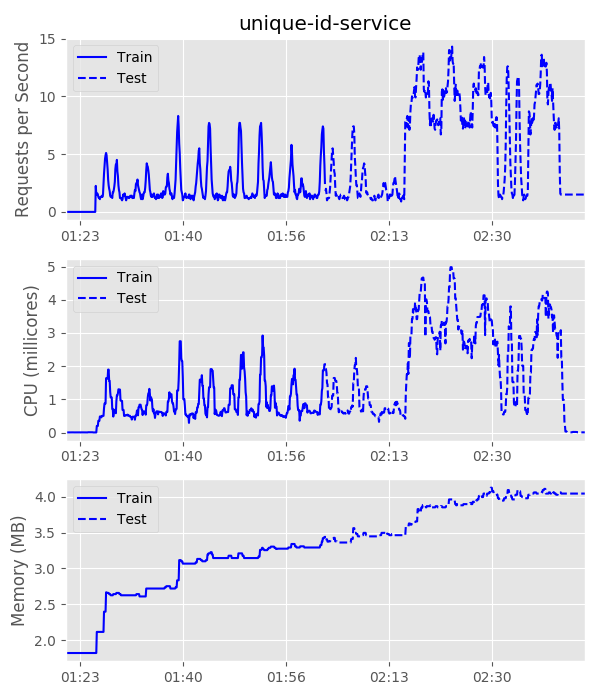 unique-id-service
Requests per Second
15
10
5
0
Train
Test
01:23 01:40 01:56 02:13 02:30
CPU (millicores)
5
4
3
2
1
0
Train
Test
01:23 01:40 01:56 02:13 02:30
Memory (MB)
4.0
3.5
3.0
2.5
2.0
Train
Test
01:23 01:40 01:56 02:13 02:30